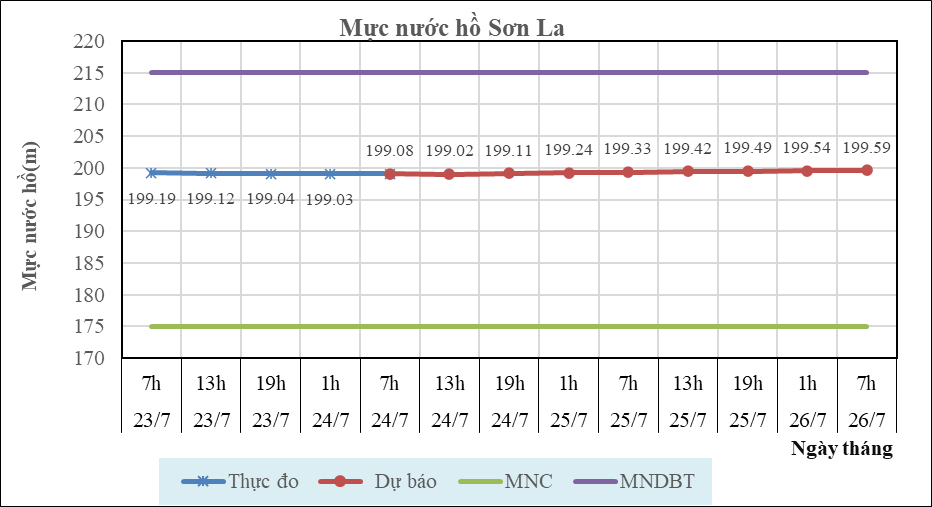 Mực nước hồ Sơn La
Mực nước hồ(m)
220
215
210
205
200
195
190
185
180
175
170
199.19 199.12 199.04 199.03
199.08 199.02 199.11 199.24 199.33 199.42 199.49 199.54 199.59
7h 13h 19h 1h 7h 13h 19h 1h 7h 13h 19h 1h 7h
23/7 23/7 23/7 24/7 24/7 24/7 24/7 25/7 25/7 25/7 25/7 26/7 26/7
Ngày tháng
Thực đo Dự báo MNC MNDBT